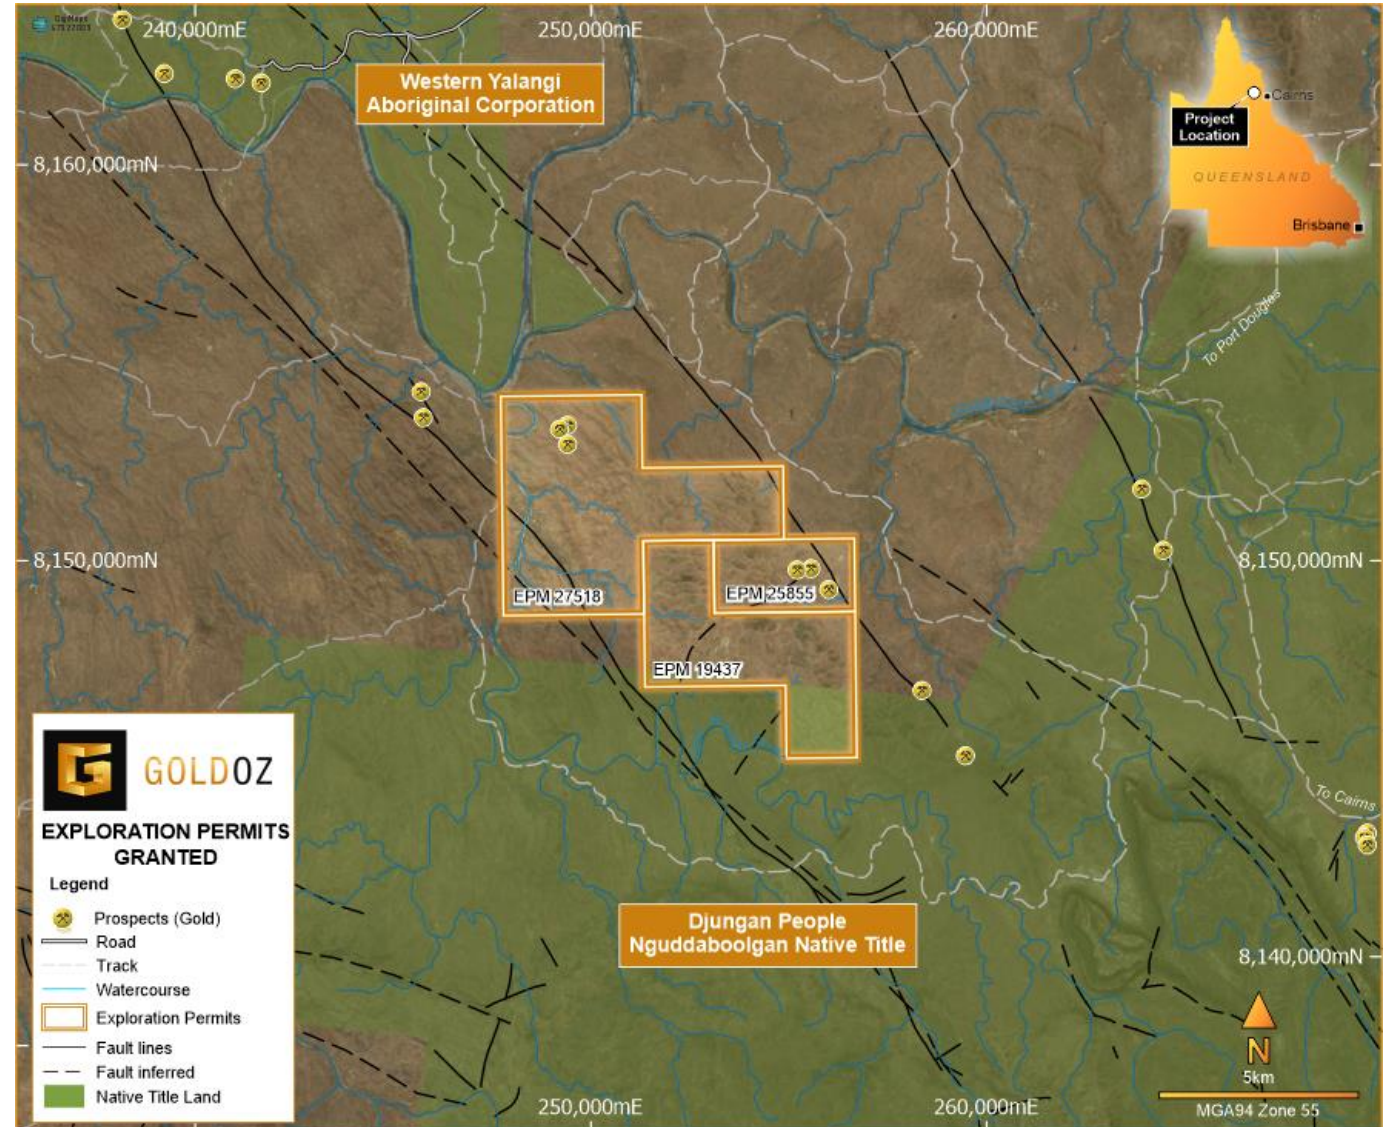 240,000mE
250,000mE
260,000mE
Western Yalangi
Aboriginal Corporation
Cairns
Project
Location
QUEENSLAND
Brisbane
8,160,000mN
To Port Douglas
8,150,000mN
8,150,000mN
EPM 27518
EPM 25855
EPM 19437
To Cairns
GOLDOZ
EXPLORATION PERMITS
GRANTED
Legend
Prospects (Gold)
Road
Track
Watercourse
Exploration Permits
Fault lines
Fault inferred
Native Title Land
Djungan People
Nguddaboolgan Native Title
8,140,000mN
N
5km
MGA94 Zone 55
250,000mE
260,000mE